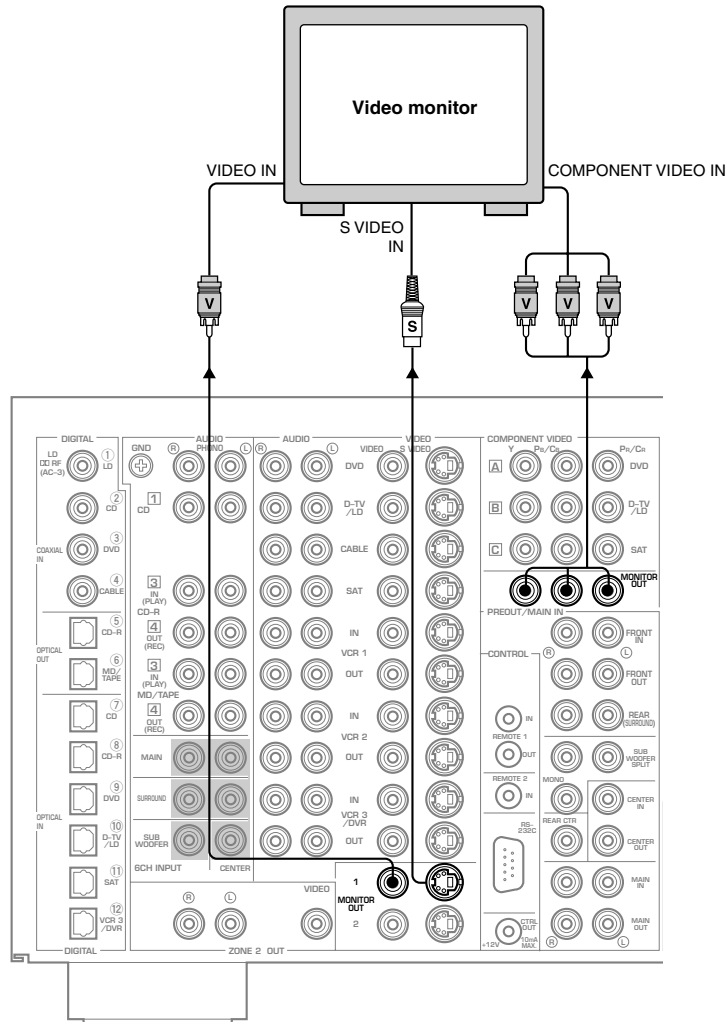 Video monitor
VIDEO IN
COMPONENT VIDEO IN
S VIDEO
IN
V
S
V V V
DIGITAL
LD
DD RF
(AC-3)
① LD
② CD
COAXIAL
IN
③ DVD
④ CABLE
OPTICAL
OUT
⑤ CD-R
⑥ MD/
TAPE
⑦ CD
⑧ CD-R
OPTICAL
IN
⑨ DVD
⑩ D-TV
/LD
⑪ SAT
⑫ VCR 3
/DVR
DIGITAL
GND
AUDIO
R PHONO L
1
CD
3
IN
(PLAY)
CD-R
4
OUT
(REC)
3
IN
(PLAY)
MD/TAPE
4
OUT
(REC)
MAIN
SURROUND
SUB
WOOFER
6CH INPUT CENTER
R L
VIDEO
ZONE 2 OUT
AUDIO
R L
VIDEO
VIDEO S VIDEO
DVD
D-TV
/LD
CABLE
SAT
IN
VCR 1
OUT
IN
VCR 2
OUT
IN
VCR 3
/DVR
OUT
1
MONITOR
OUT
2
COMPONENT VIDEO
Y PB/CB PR/CR
A DVD
B D-TV
/LD
C SAT
MONITOR
OUT
PREOUT/MAIN IN
CONTROL
R L
FRONT
IN
FRONT
OUT
REAR
(SURROUND)
IN
REMOTE 1
OUT
REMOTE 2
IN
SUB
WOOFER
SPLIT
MONO
CENTER
IN
REAR CTR
CENTER
OUT
RS-
232C
MAIN
IN
MAIN
OUT
CTRL
OUT
+12V 10mA
MAX.
R L